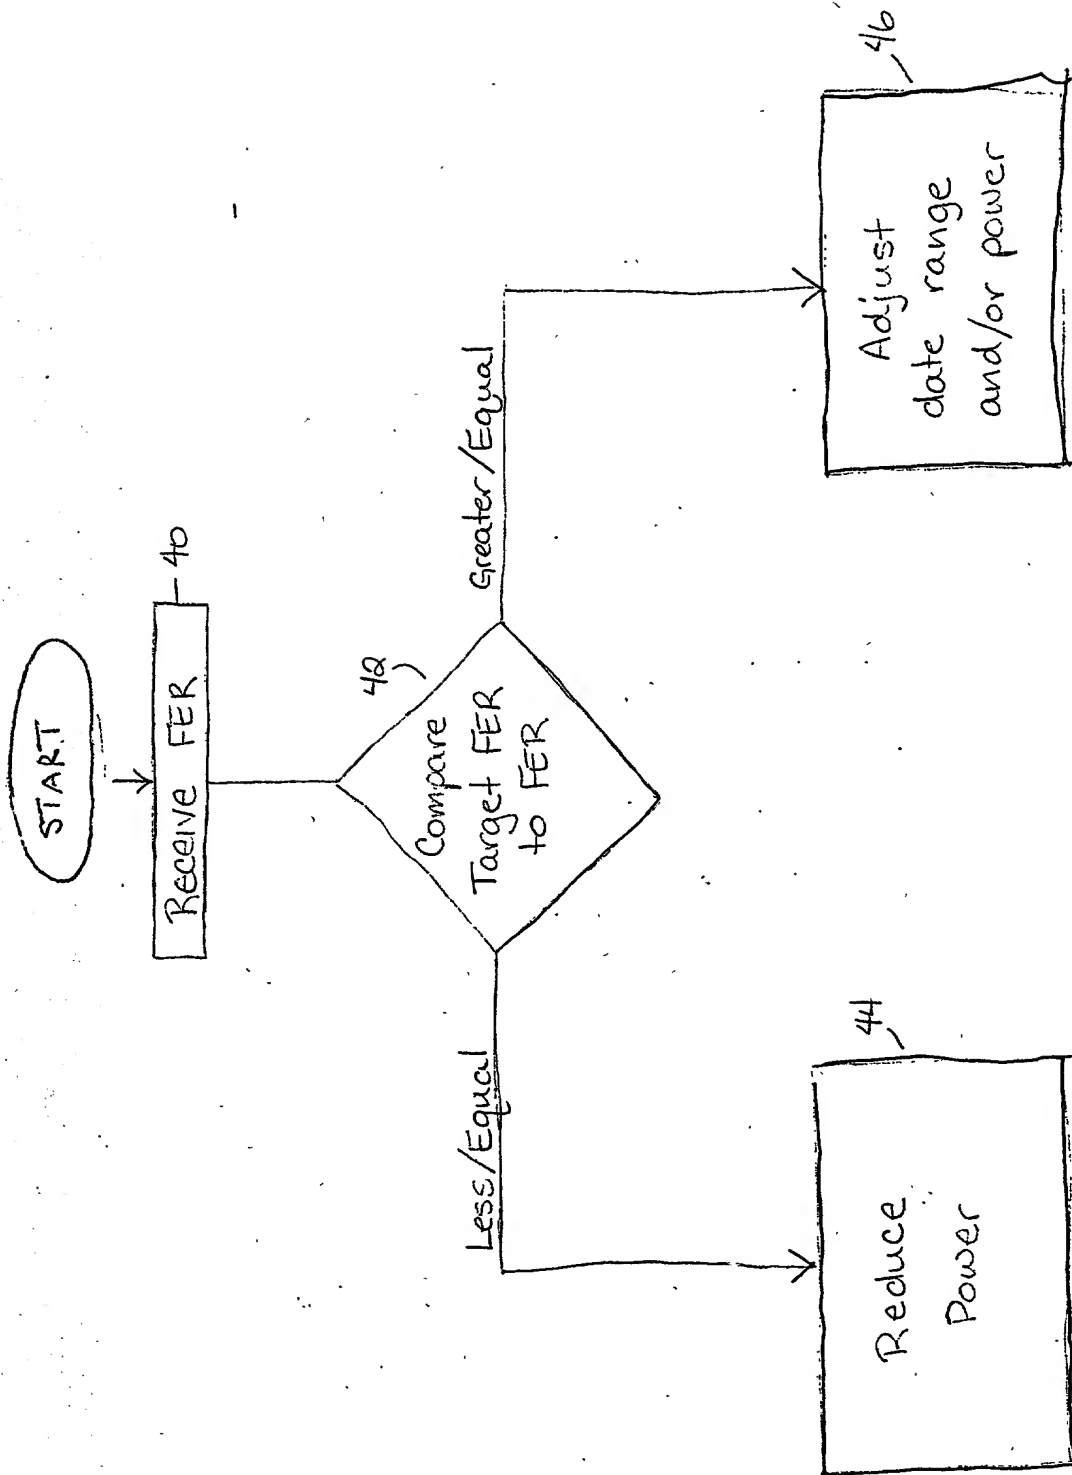 START
RECEIVE FER
40
42
Compare
Target FER
to FER
Less/Equal
Greater/Equal
44
Reduce
Power
46
Adjust
date range
and/or power